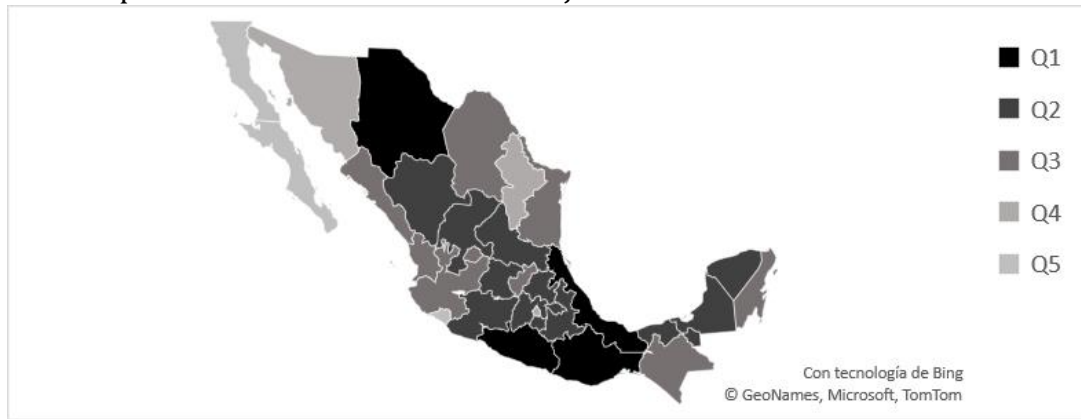 Q1
Q2
Q3
Q4
Q5
Con tecnología de Bing
© GeoNames, Microsoft, TomTom